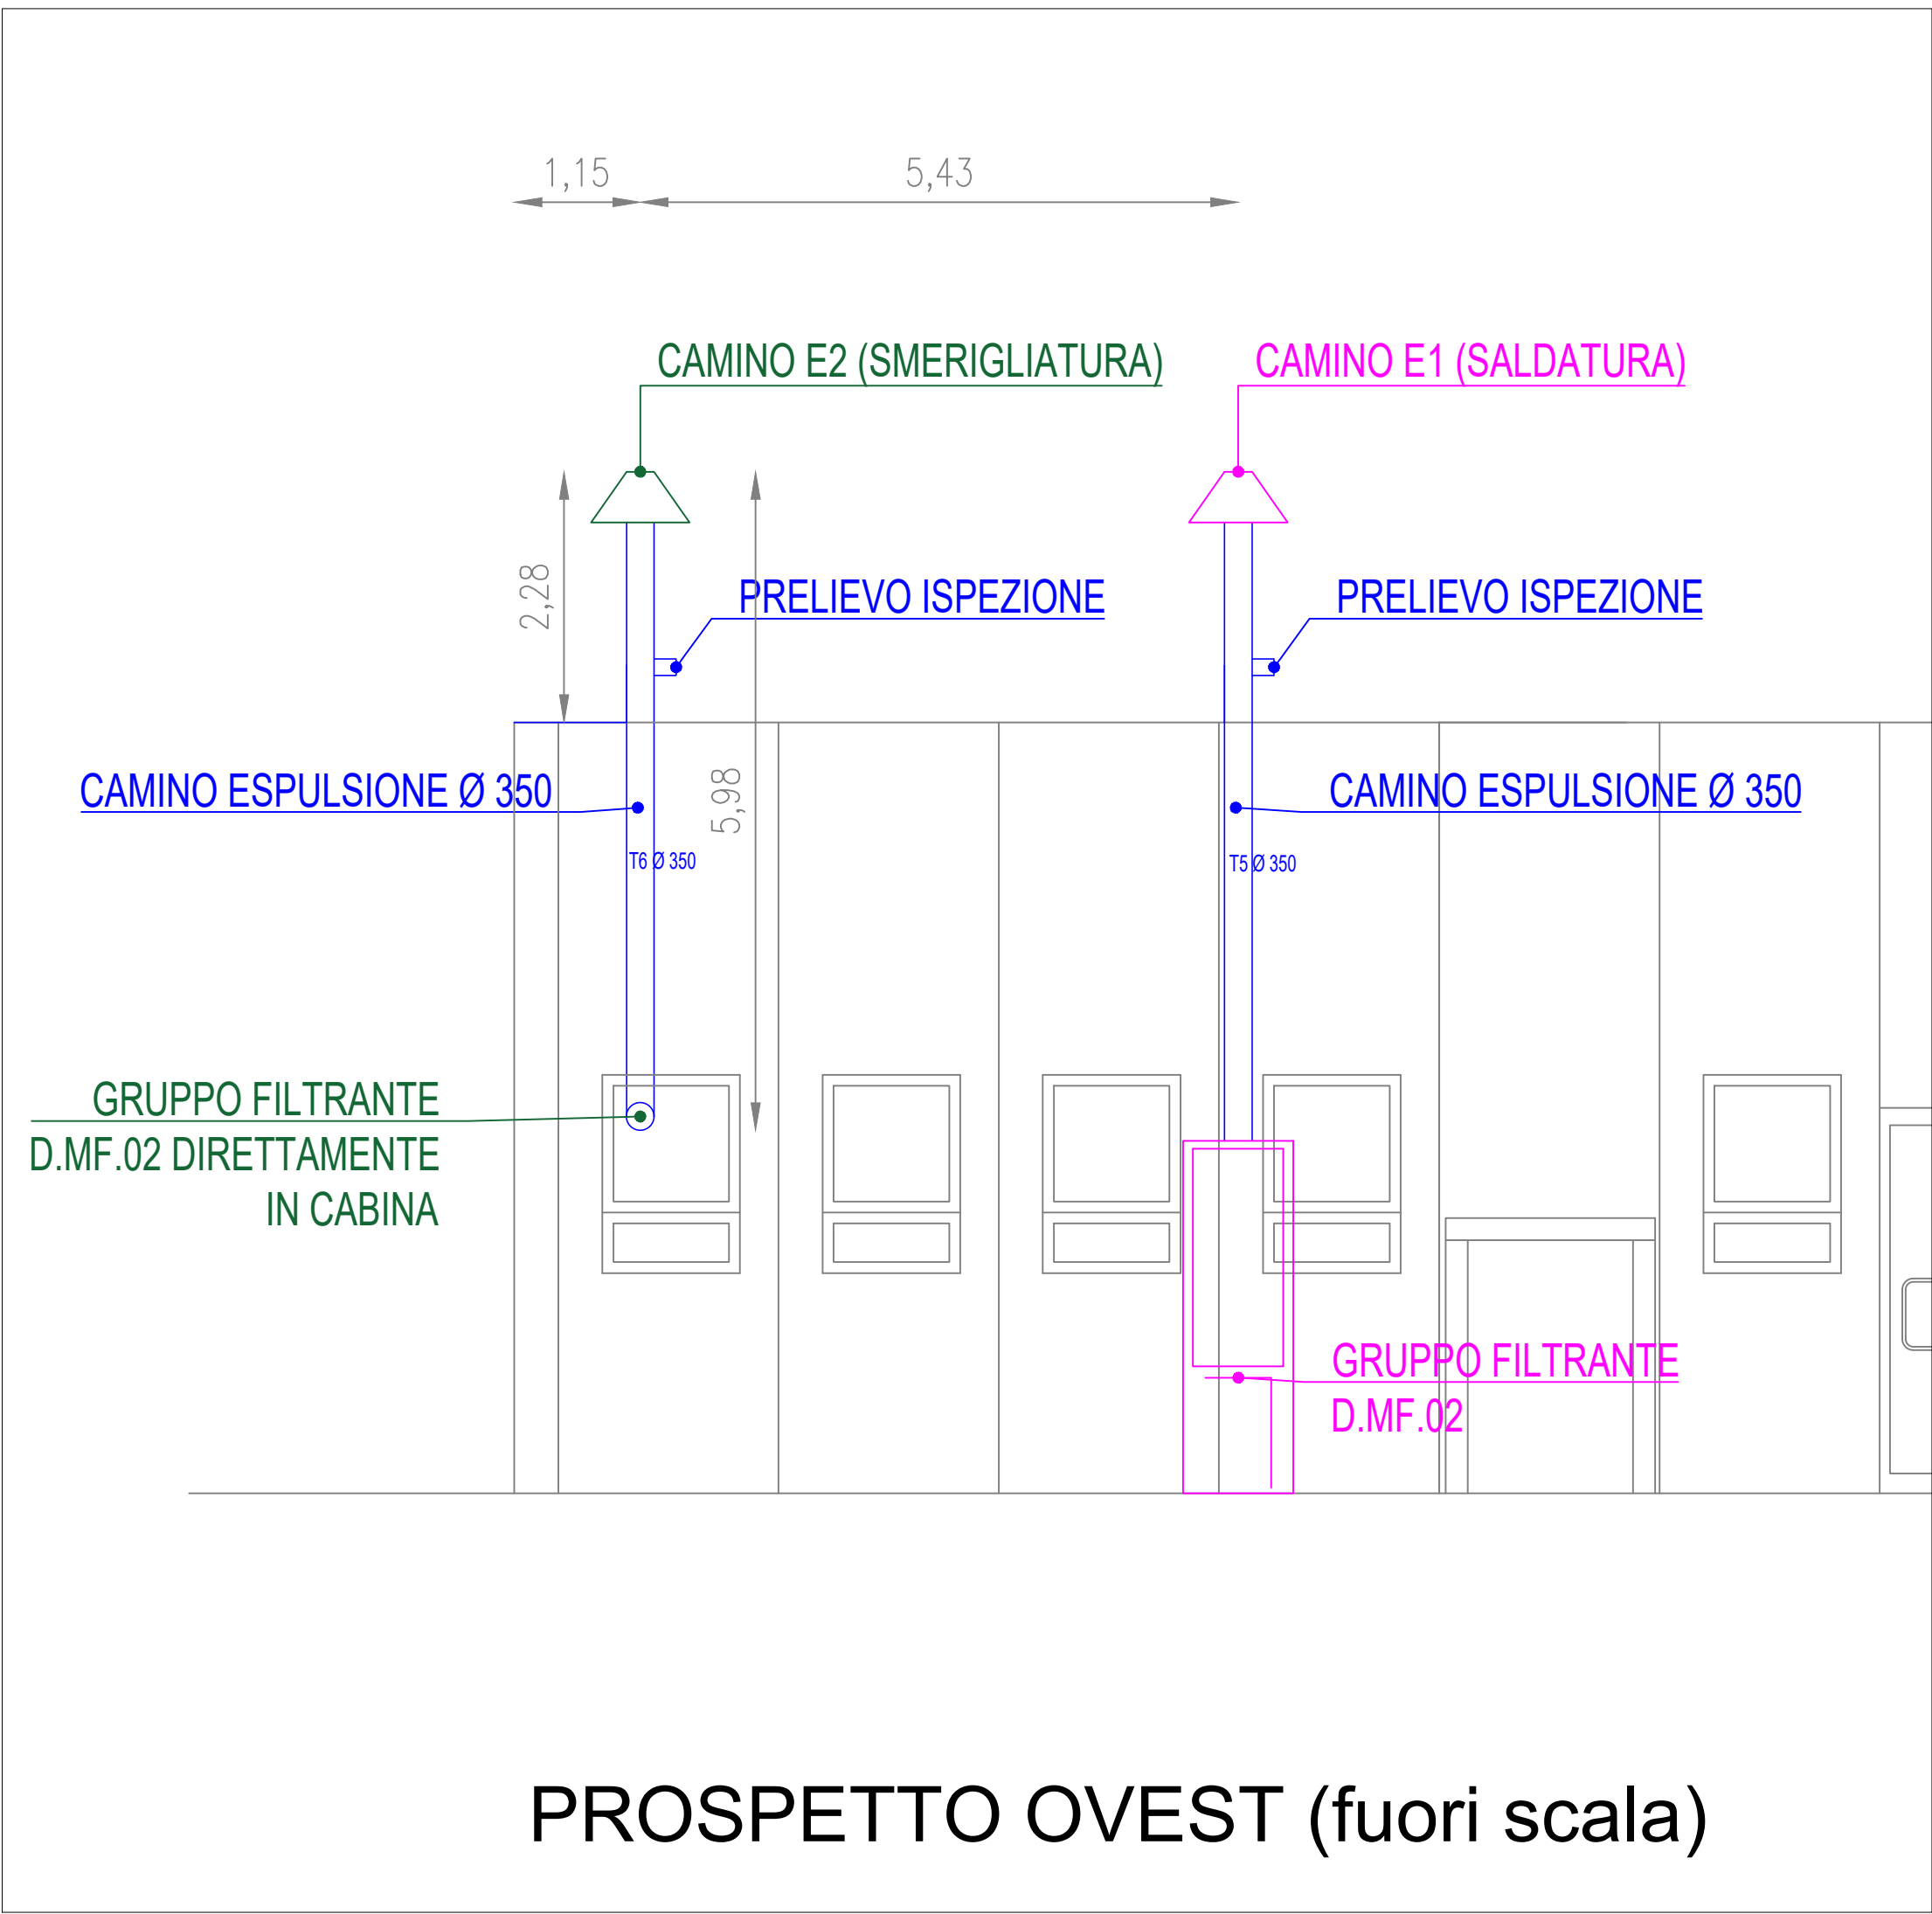 1,15
5,43
CAMINO E2 (SMERIGLIATURA)
CAMINO E1 (SALDATURA)
2,28
PRELIEVO ISPEZIONE
PRELIEVO ISPEZIONE
CAMINO ESPULSIONE Ø 350
5,98
CAMINO ESPULSIONE Ø 350
T6 Ø 350
T5 Ø 350
GRUPPO FILTRANTE
D.MF.02 DIRETTAMENTE
IN CABINA
GRUPPO FILTRANTE
D.MF.02
PROSPETTO OVEST (fuori scala)